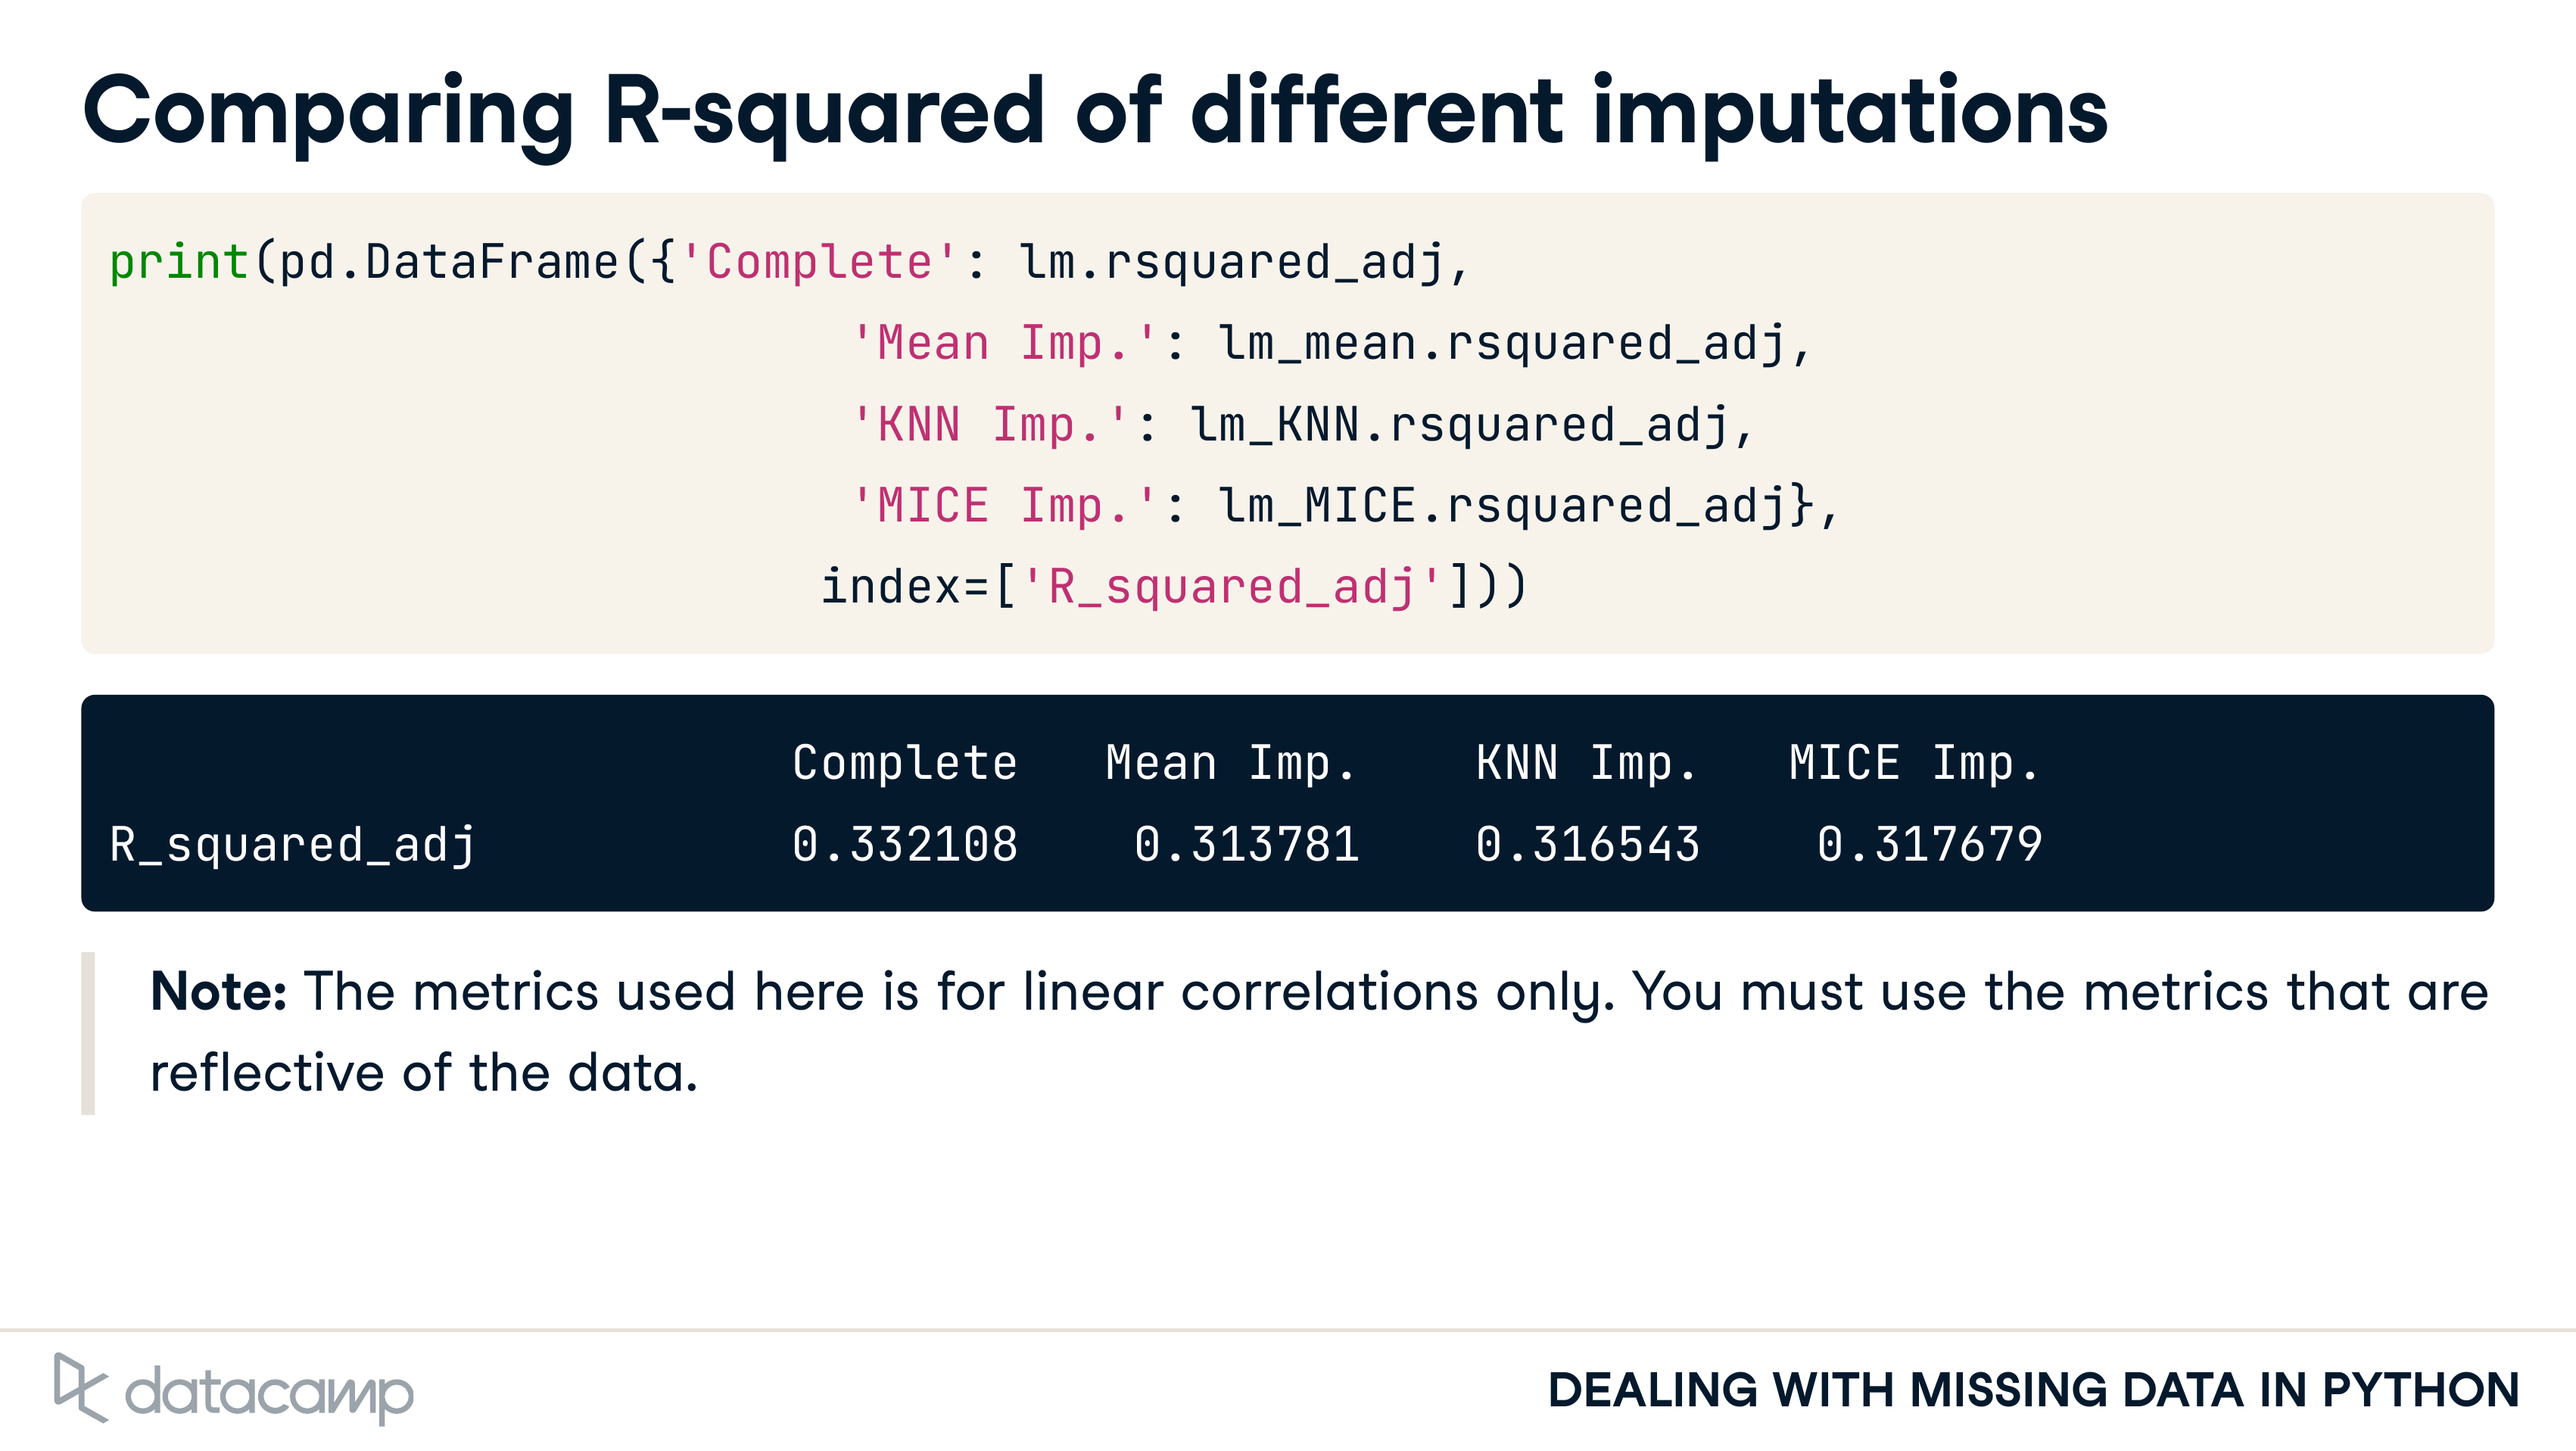 Comparing R-squared of different imputations
print(pd.DataFrame({'Complete': lm.rsquared_adj,
'Mean Imp.': lm_mean.rsquared_adj,
'KNN Imp.': lm_KNN.rsquared_adj,
'MICE Imp.': lm_MICE.rsquared_adj},
index=['R_squared_adj']))
Complete Mean Imp. KNN Imp. MICE Imp.
R_squared_adj 0.332108 0.313781 0.316543 0.317679
Note: The metrics used here is for linear correlations only. You must use the metrics that are
reflective of the data.
datacamp
DEALING WITH MISSING DATA IN PYTHON